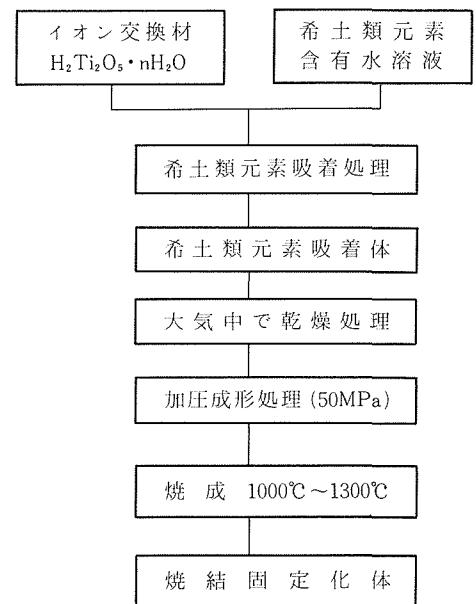 イオン交換材
H₂Ti₂O₅・nH₂O
希土類元素
含有水溶液
希土類元素吸着処理
希土類元素吸着体
大気中で乾燥処理
加圧成形処理(50MPa)
焼成 1000℃~1300℃
焼結固定化体